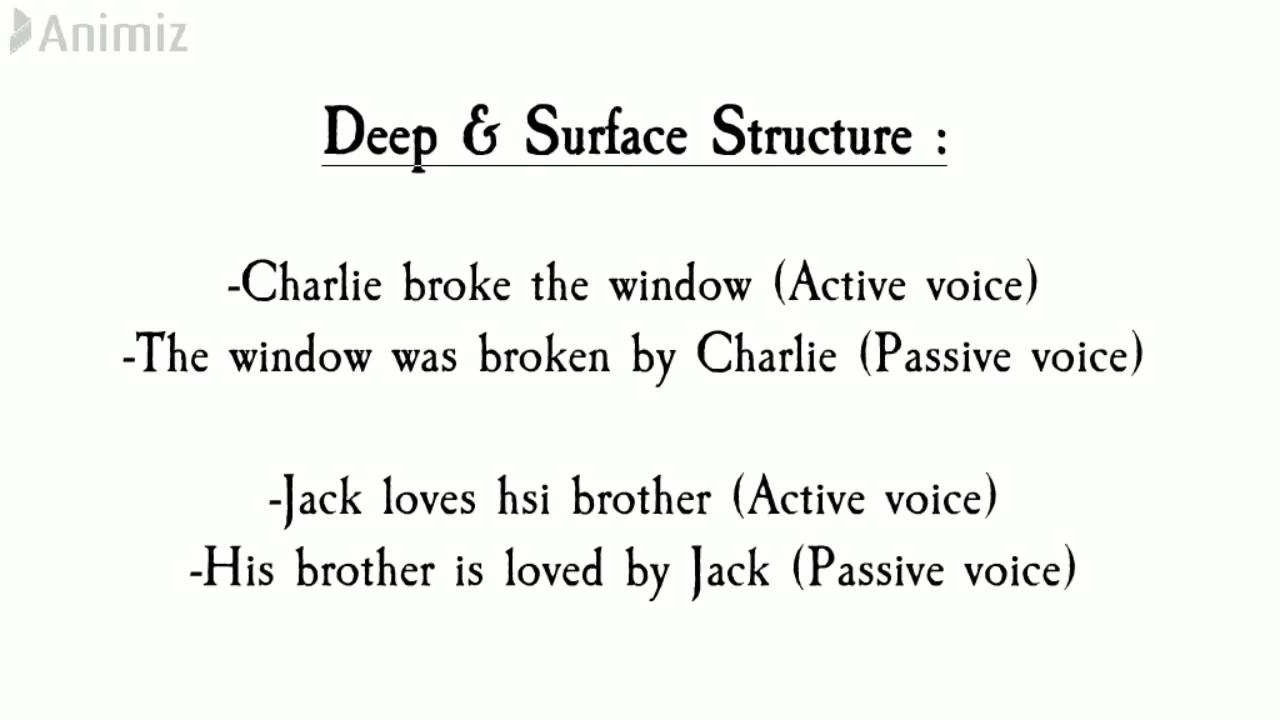 Animiz
Deep & Surface Structure :
-Charlie broke the window (Active voice)
-The window was broken by Charlie (Passive voice)
-Jack loves hsi brother (Active voice)
-His brother is loved by Jack (Passive voice)